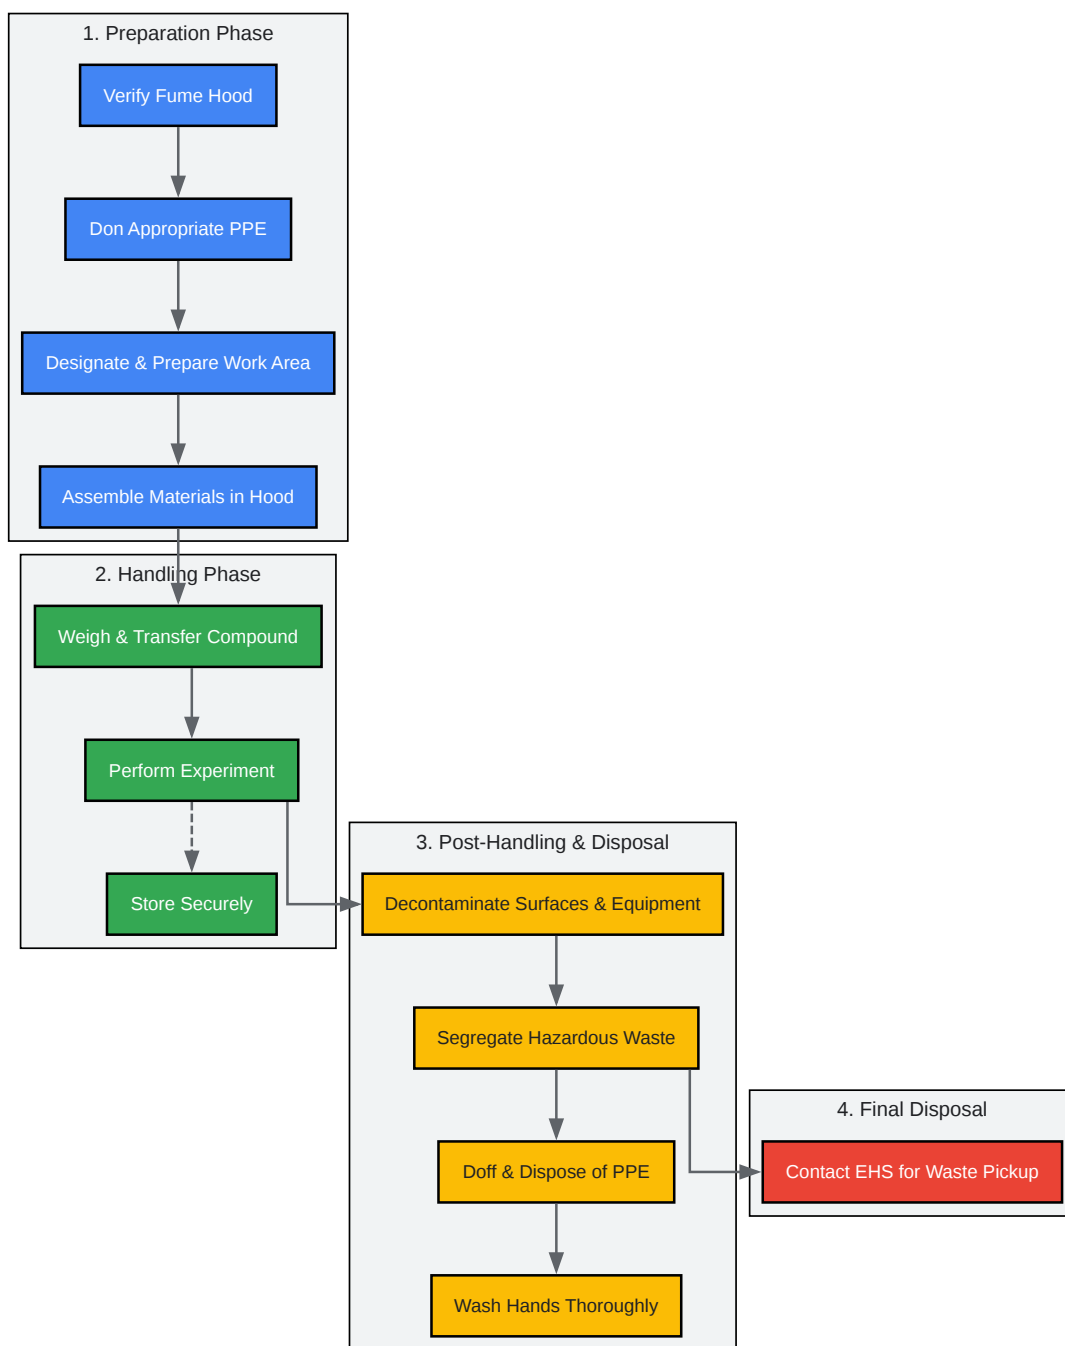 1. Preparation Phase
Verify Fume Hood
Don Appropriate PPE
Designate & Prepare Work Area
Assemble Materials in Hood
2. Handling Phase
Weigh & Transfer Compound
Perform Experiment
Store Securely
3. Post-Handling & Disposal
Decontaminate Surfaces & Equipment
Segregate Hazardous Waste
Doff & Dispose of PPE
Wash Hands Thoroughly
4. Final Disposal
Contact EHS for Waste Pickup